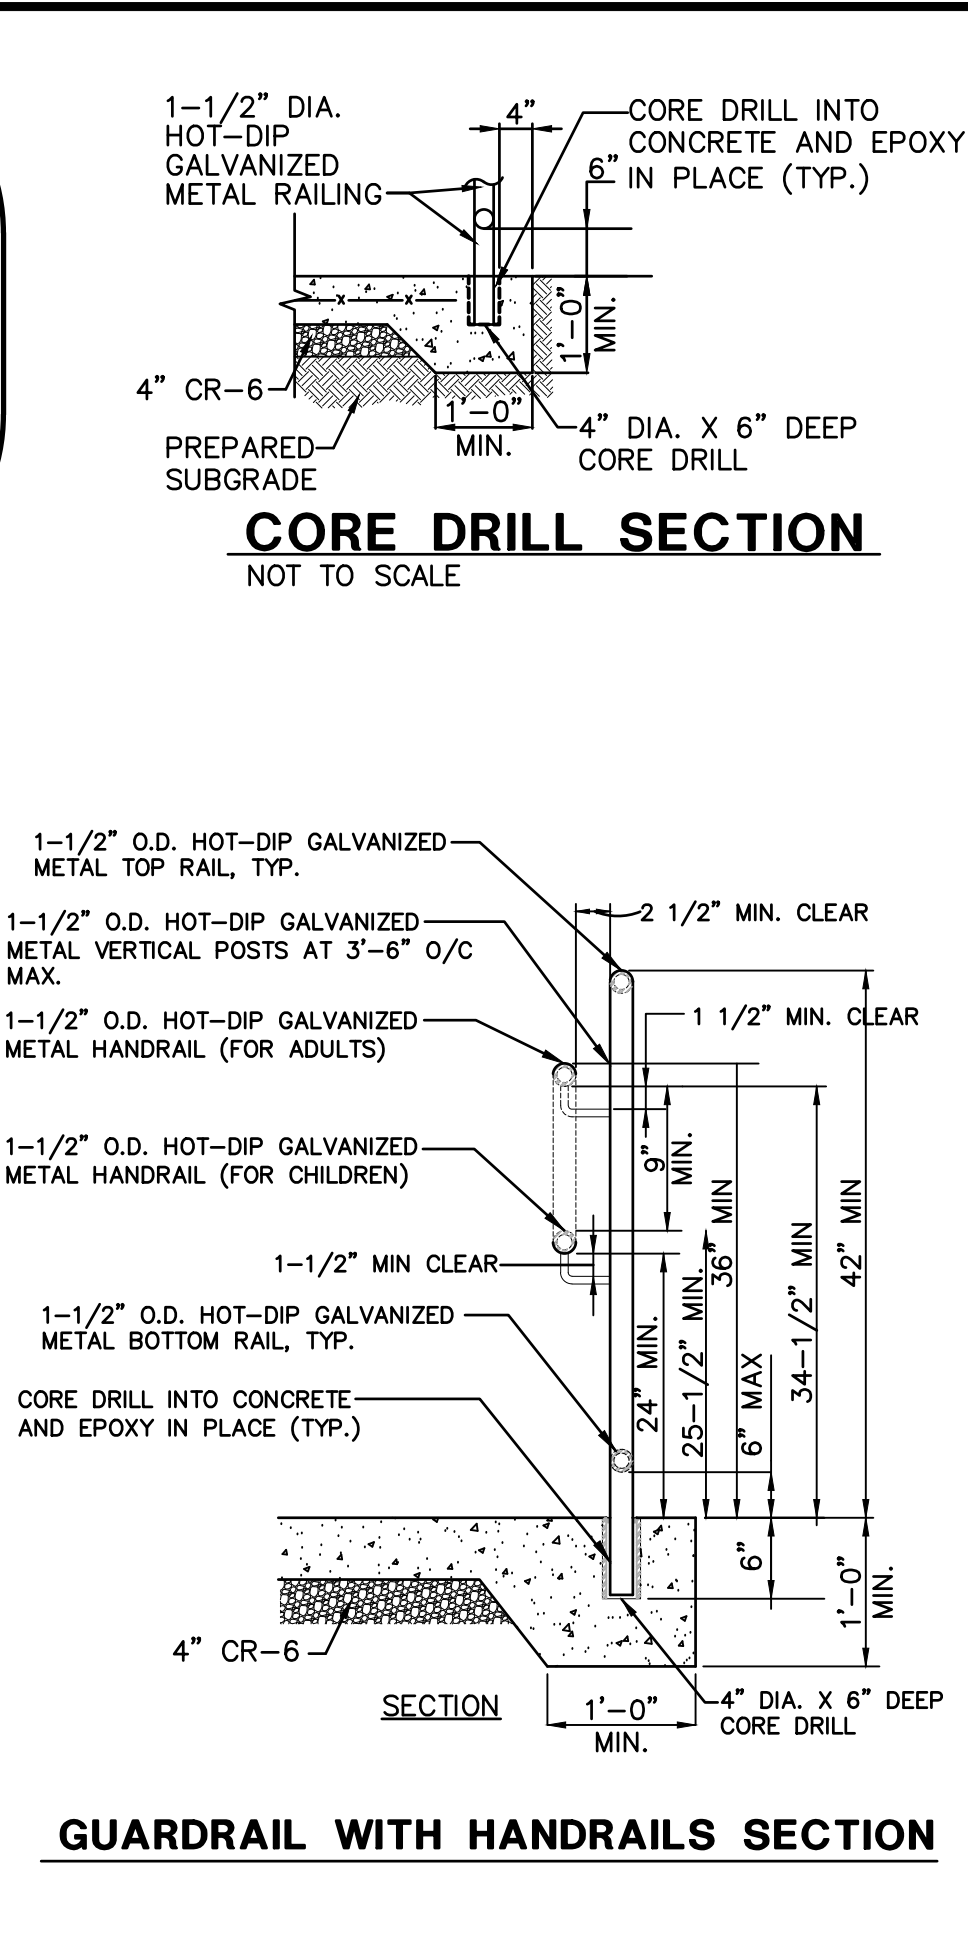 1-1/2" DIA.
HOT-DIP
GALVANIZED
METAL RAILING
4"
CORE DRILL INTO
CONCRETE AND EPOXY
IN PLACE (TYP.)
6"
x x
1'-0"
MIN.
4" CR-6
1'-0"
MIN.
PREPARED
SUBGRADE
4" DIA. X 6" DEEP
CORE DRILL
CORE DRILL SECTION
NOT TO SCALE
1-1/2" O.D. HOT-DIP GALVANIZED
METAL TOP RAIL, TYP.
1-1/2" O.D. HOT-DIP GALVANIZED
METAL VERTICAL POSTS AT 3'-6" O/C
MAX.
2 1/2" MIN. CLEAR
1-1/2" O.D. HOT-DIP GALVANIZED
METAL HANDRAIL (FOR ADULTS)
1 1/2" MIN. CLEAR
1-1/2" O.D. HOT-DIP GALVANIZED
METAL HANDRAIL (FOR CHILDREN)
9"
MIN.
1-1/2" MIN CLEAR
1-1/2" O.D. HOT-DIP GALVANIZED
METAL BOTTOM RAIL, TYP.
24" MIN.
25-1/2" MIN.
36" MIN
6" MAX
34-1/2" MIN
42" MIN
CORE DRILL INTO CONCRETE
AND EPOXY IN PLACE (TYP.)
6"
1'-0"
MIN.
4" CR-6
SECTION
1'-0"
MIN.
4" DIA. X 6" DEEP
CORE DRILL
GUARDRAIL WITH HANDRAILS SECTION